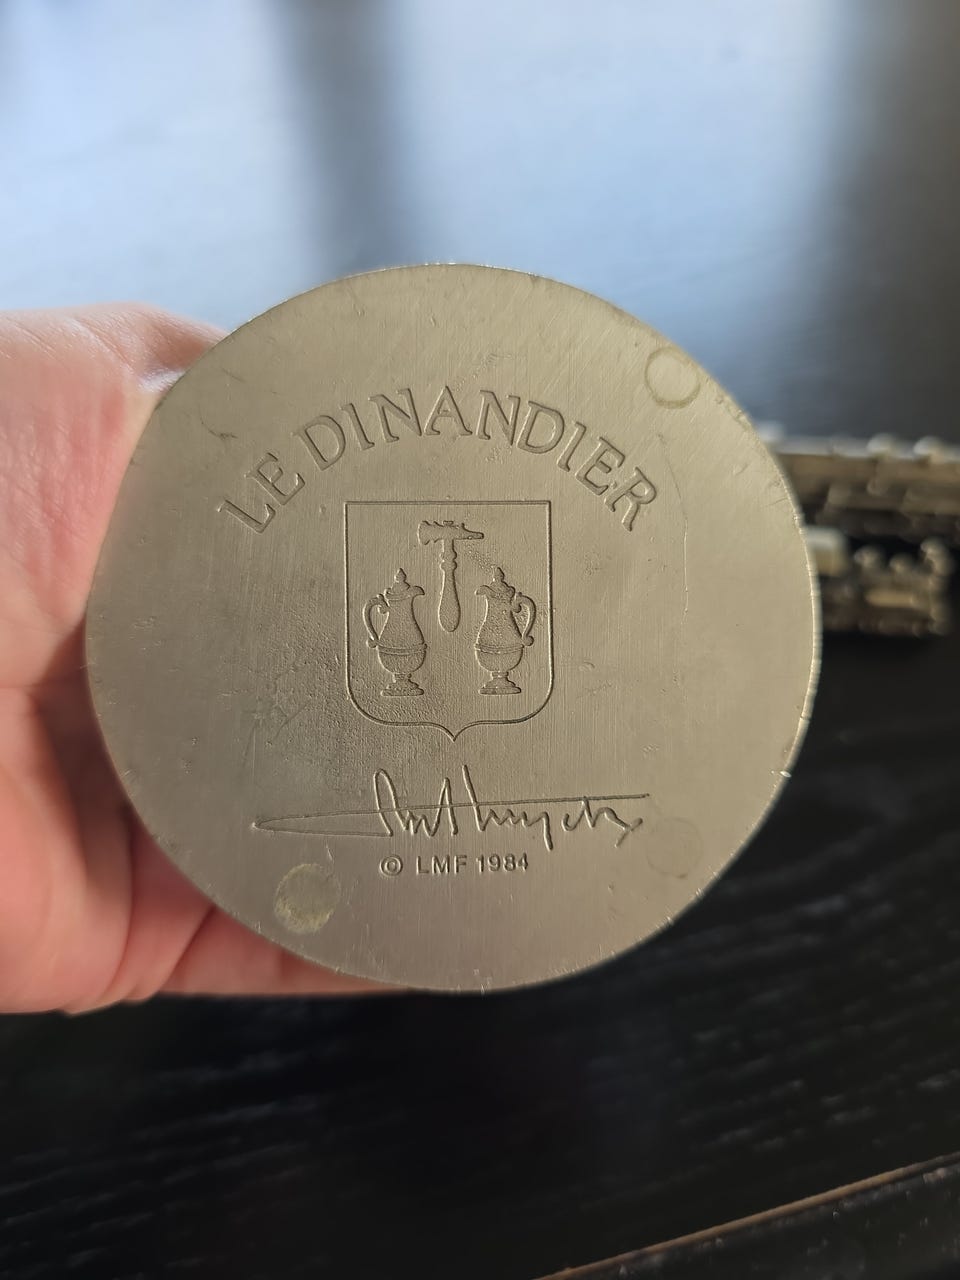 LE DINANDIER
© LMF 1984